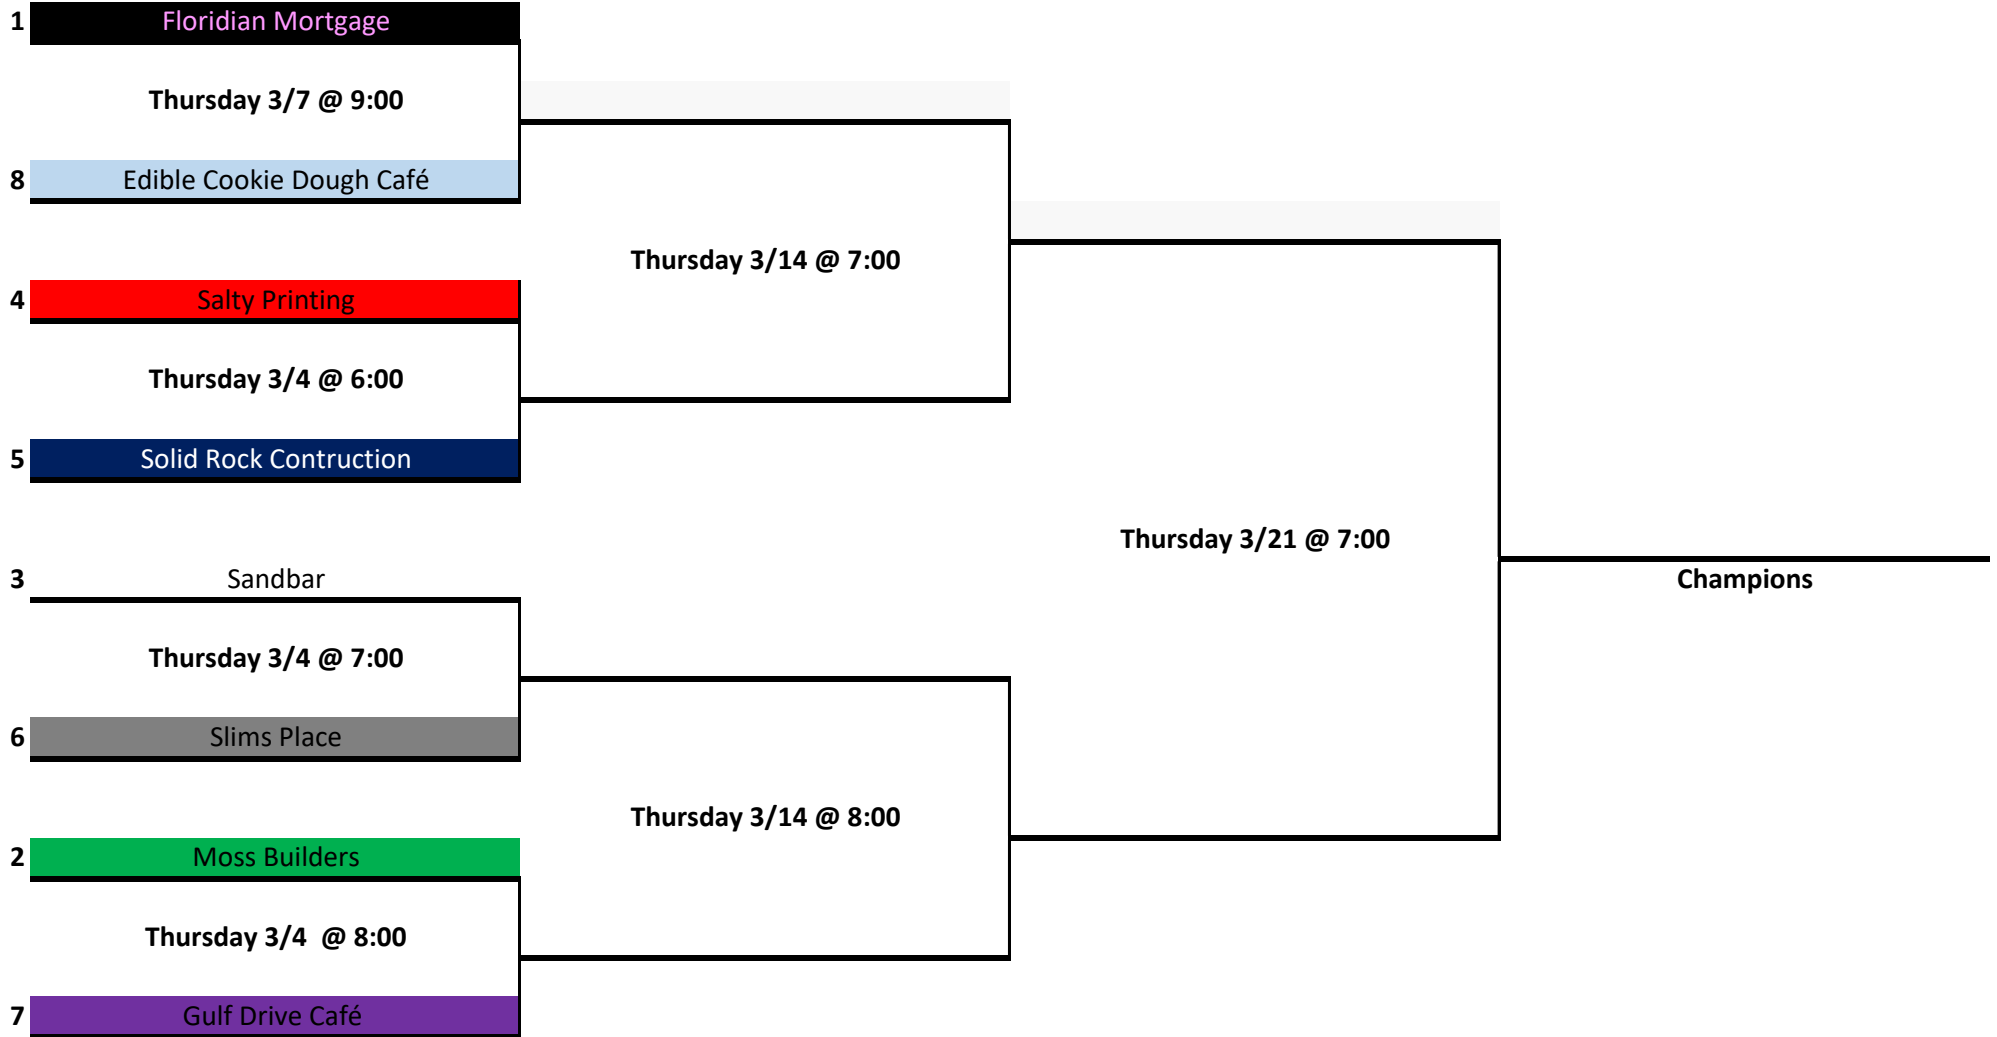 1 Floridian Mortgage
Thursday 3/7 @ 9:00
8 Edible Cookie Dough Café
Thursday 3/14 @ 7:00
4 Salty Printing
Thursday 3/4 @ 6:00
5 Solid Rock Contruction
Thursday 3/21 @ 7:00
3 Sandbar
Champions
Thursday 3/4 @ 7:00
6 Slims Place
Thursday 3/14 @ 8:00
2 Moss Builders
Thursday 3/4  @ 8:00
7 Gulf Drive Café